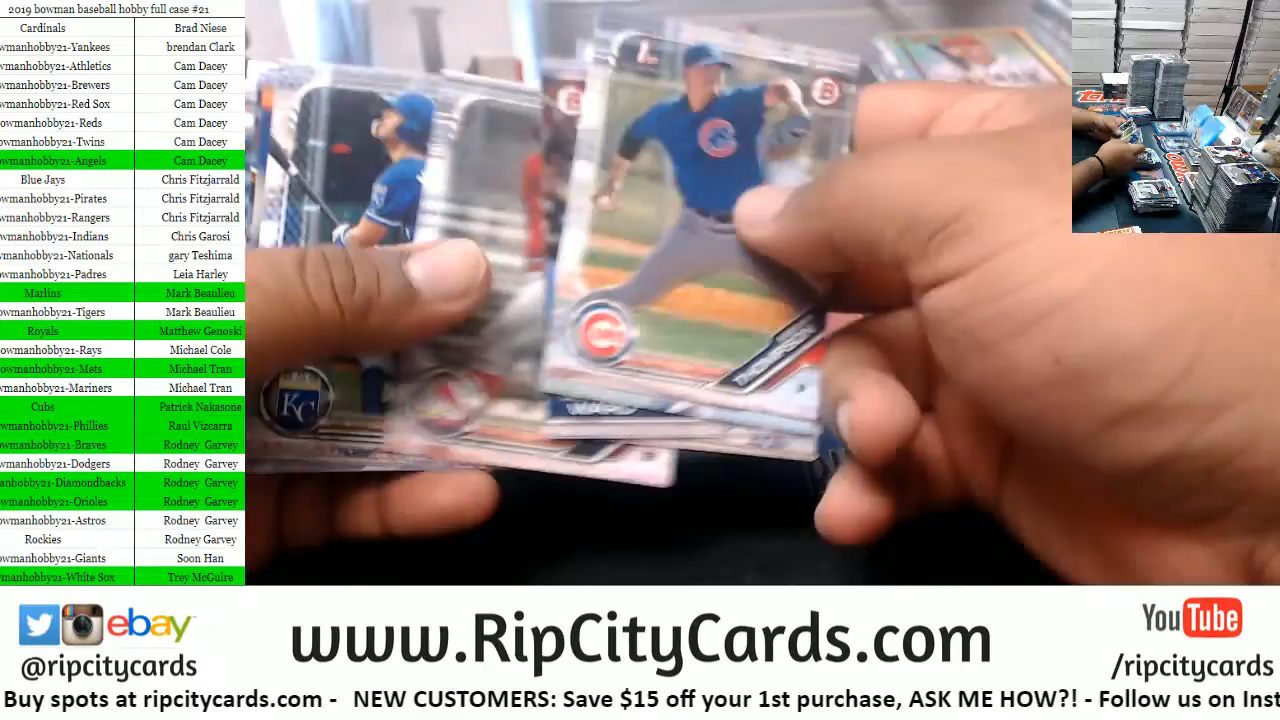 2019 bowman baseball hobby full case #21
Cardinals Brad Niese
owmanhobby21-Yankees brendan Clark
owmanhobby21-Athletics Cam Dacey
owmanhobby21-Brewers Cam Dacey
owmanhobby21-Red Sox Cam Dacey
owmanhobby21-Reds Cam Dacey
owmanhobby21-Twins Cam Dacey
owmanhobby21-Angels Cam Dacey
Blue Jays Chris Fitzjarrald
owmanhobby21-Pirates Chris Fitzjarrald
owmanhobby21-Rangers Chris Fitzjarrald
owmanhobby21-Indians Chris Garosi
wmanhobby21-Nationals gary Teshima
owmanhobby21-Padres Leia Harley
Marlins Mark Beaulieu
owmanhobby21-Tigers Mark Beaulieu
Royals Matthew Genoski
owmanhobby21-Rays Michael Cole
owmanhobby21-Mets Michael Tran
wmanhobby21-Mariners Michael Tran
Cubs Patrick Nakasone
owmanhobby21-Phillies Raul Vizcarra
owmanhobby21-Braves Rodney Garvey
owmanhobby21-Dodgers Rodney Garvey
anhobby21-Diamondbacks Rodney Garvey
owmanhobby21-Orioles Rodney Garvey
owmanhobby21-Astros Rodney Garvey
Rockies Rodney Garvey
owmanhobby21-Giants Soon Han
manhobby21-White Sox Trey McGuire
B
C
C
KC
ebay
@ripcitycards
www.RipCityCards.com
YouTube
/ripcitycards
Buy spots at ripcitycards.com - NEW CUSTOMERS: Save $15 off your 1st purchase, ASK ME HOW?! - Follow us on Inst